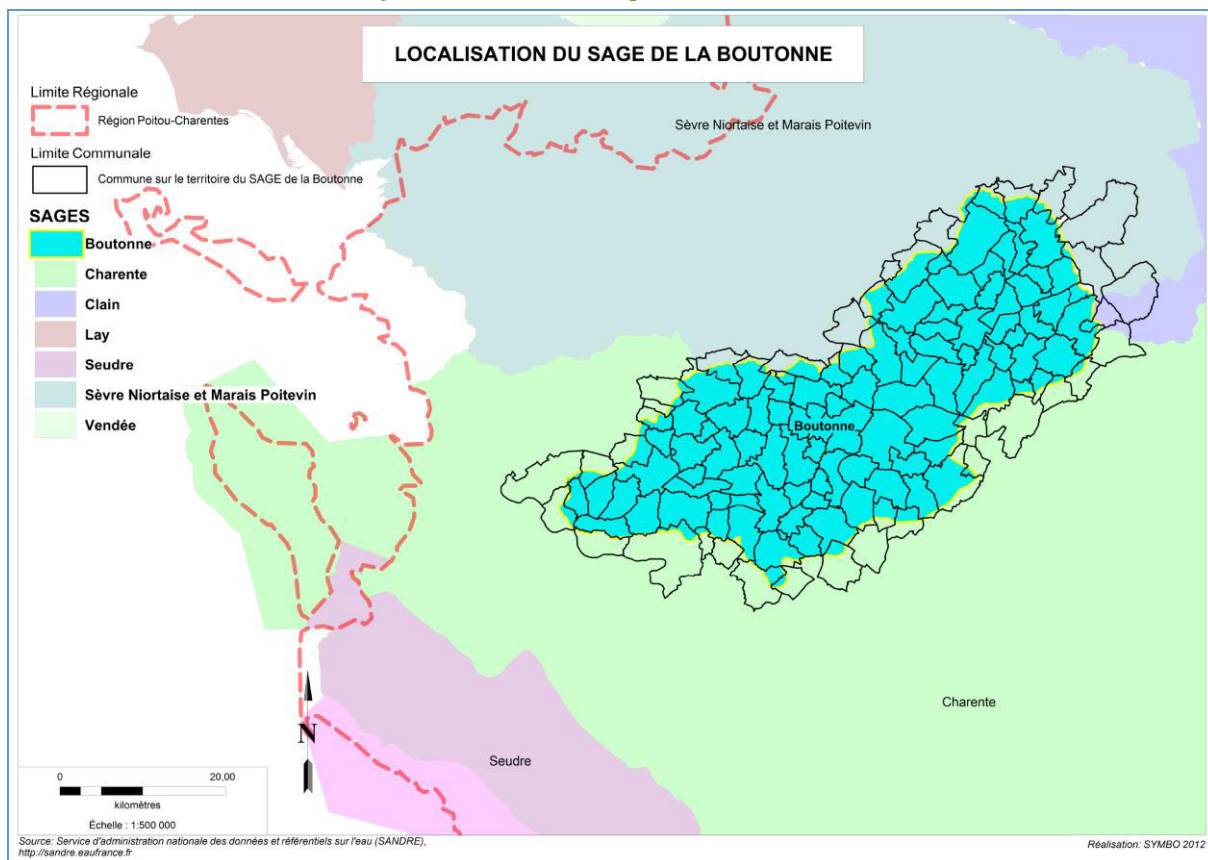 LOCALISATION DU SAGE DE LA BOUTONNE
Limite Régionale
Région Poitou-Charentes
Limite Communale
Commune sur le territoire du SAGE de la Boutonne
SAGES
Boutonne
Charente
Clain
Lay
Seudre
Sèvre Niortaise et Marais Poitevin
Vendée
Sèvre Niortaise et Marais Poitevin
Boutonne
Charente
Seudre
N
0 20,00
kilomètres
Échelle : 1:500 000
Source: Service d'administration nationale des données et référentiels sur l'eau (SANDRE),
http://sandre.eaufrance.fr
Réalisation: SYMBO 2012